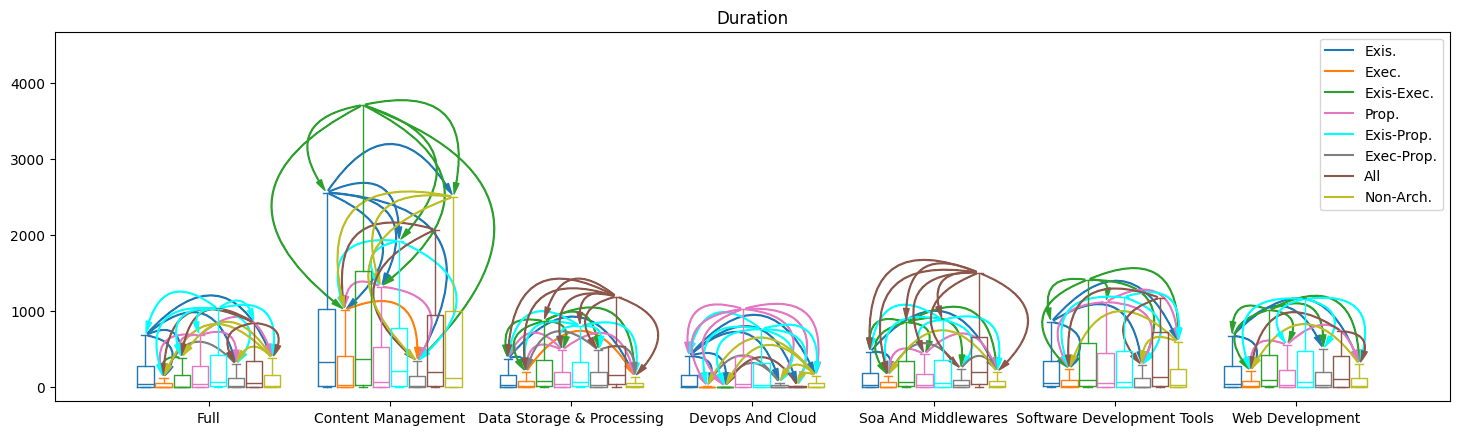 Duration
4000
3000
2000
1000
0
Full
Content Management
Data Storage & Processing
Devops And Cloud
Soa And Middlewares
Software Development Tools
Web Development
Exis.
Exec.
Exis-Exec.
Prop.
Exis-Prop.
Exec-Prop.
All
Non-Arch.